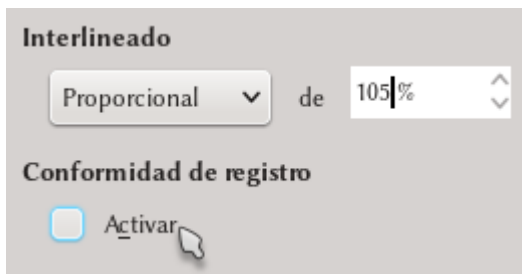 Interlineado
Proporcional de 105%
Conformidad de registro
Activar